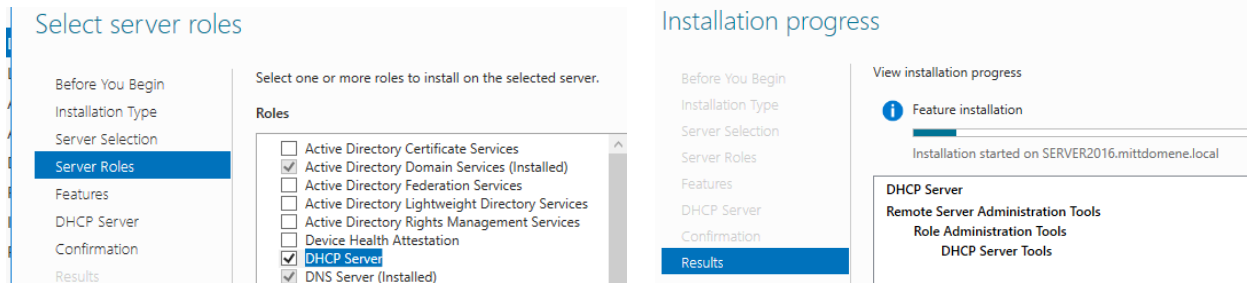 Select server roles
Before You Begin
Installation Type
Server Selection
Server Roles
Features
DHCP Server
Confirmation
Results
Select one or more roles to install on the selected server.
Roles
Active Directory Certificate Services
Active Directory Domain Services (Installed)
Active Directory Federation Services
Active Directory Lightweight Directory Services
Active Directory Rights Management Services
Device Health Attestation
DHCP Server
DNS Server (Installed)
Installation progress
Before You Begin
Installation Type
Server Selection
Server Roles
Features
DHCP Server
Confirmation
Results
View installation progress
Feature installation
Installation started on SERVER2016.mittdomene.local
DHCP Server
Remote Server Administration Tools
Role Administration Tools
DHCP Server Tools